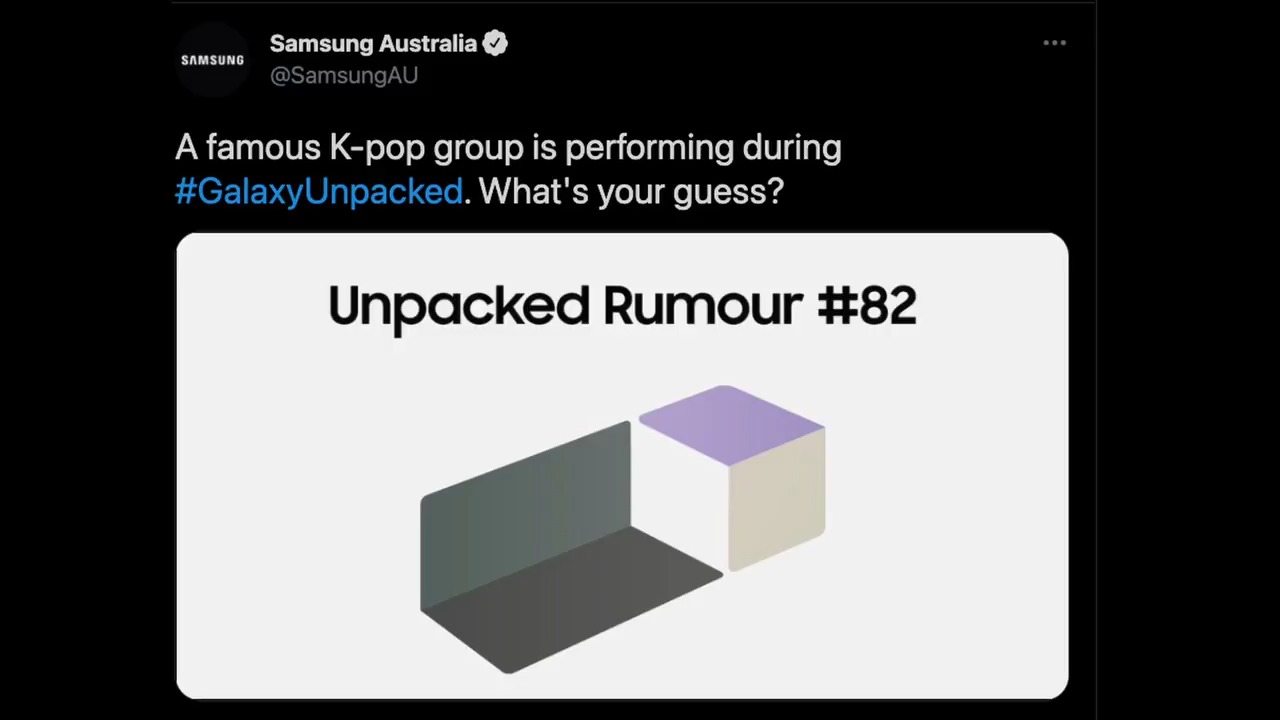 SAMSUNG
Samsung Australia
@SamsungAU
A famous K-pop group is performing during
#GalaxyUnpacked. What's your guess?
Unpacked Rumour #82